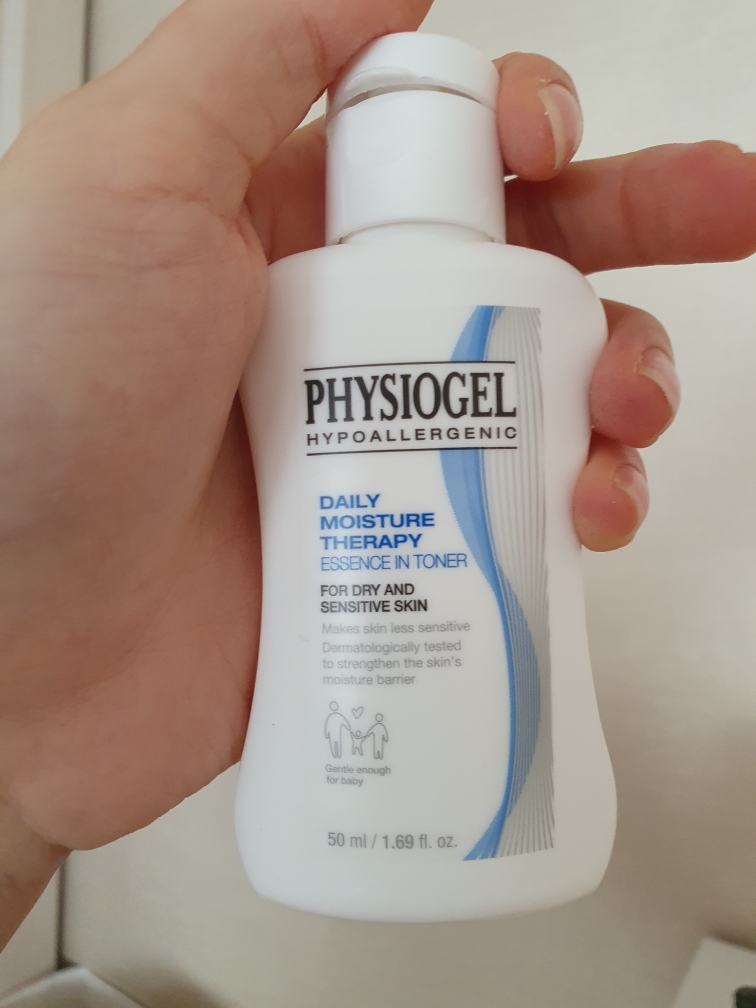 PHYSIOGEL
HYPOALLERGENIC
DAILY
MOISTURE
THERAPY
ESSENCE IN TONER
FOR DRY AND
SENSITIVE SKIN
Makes skin less sensitive
Dermatologically tested
to strengthen the skin's
moisture barrier
Gentle enough
for baby
50 ml / 1.69 fl. oz.